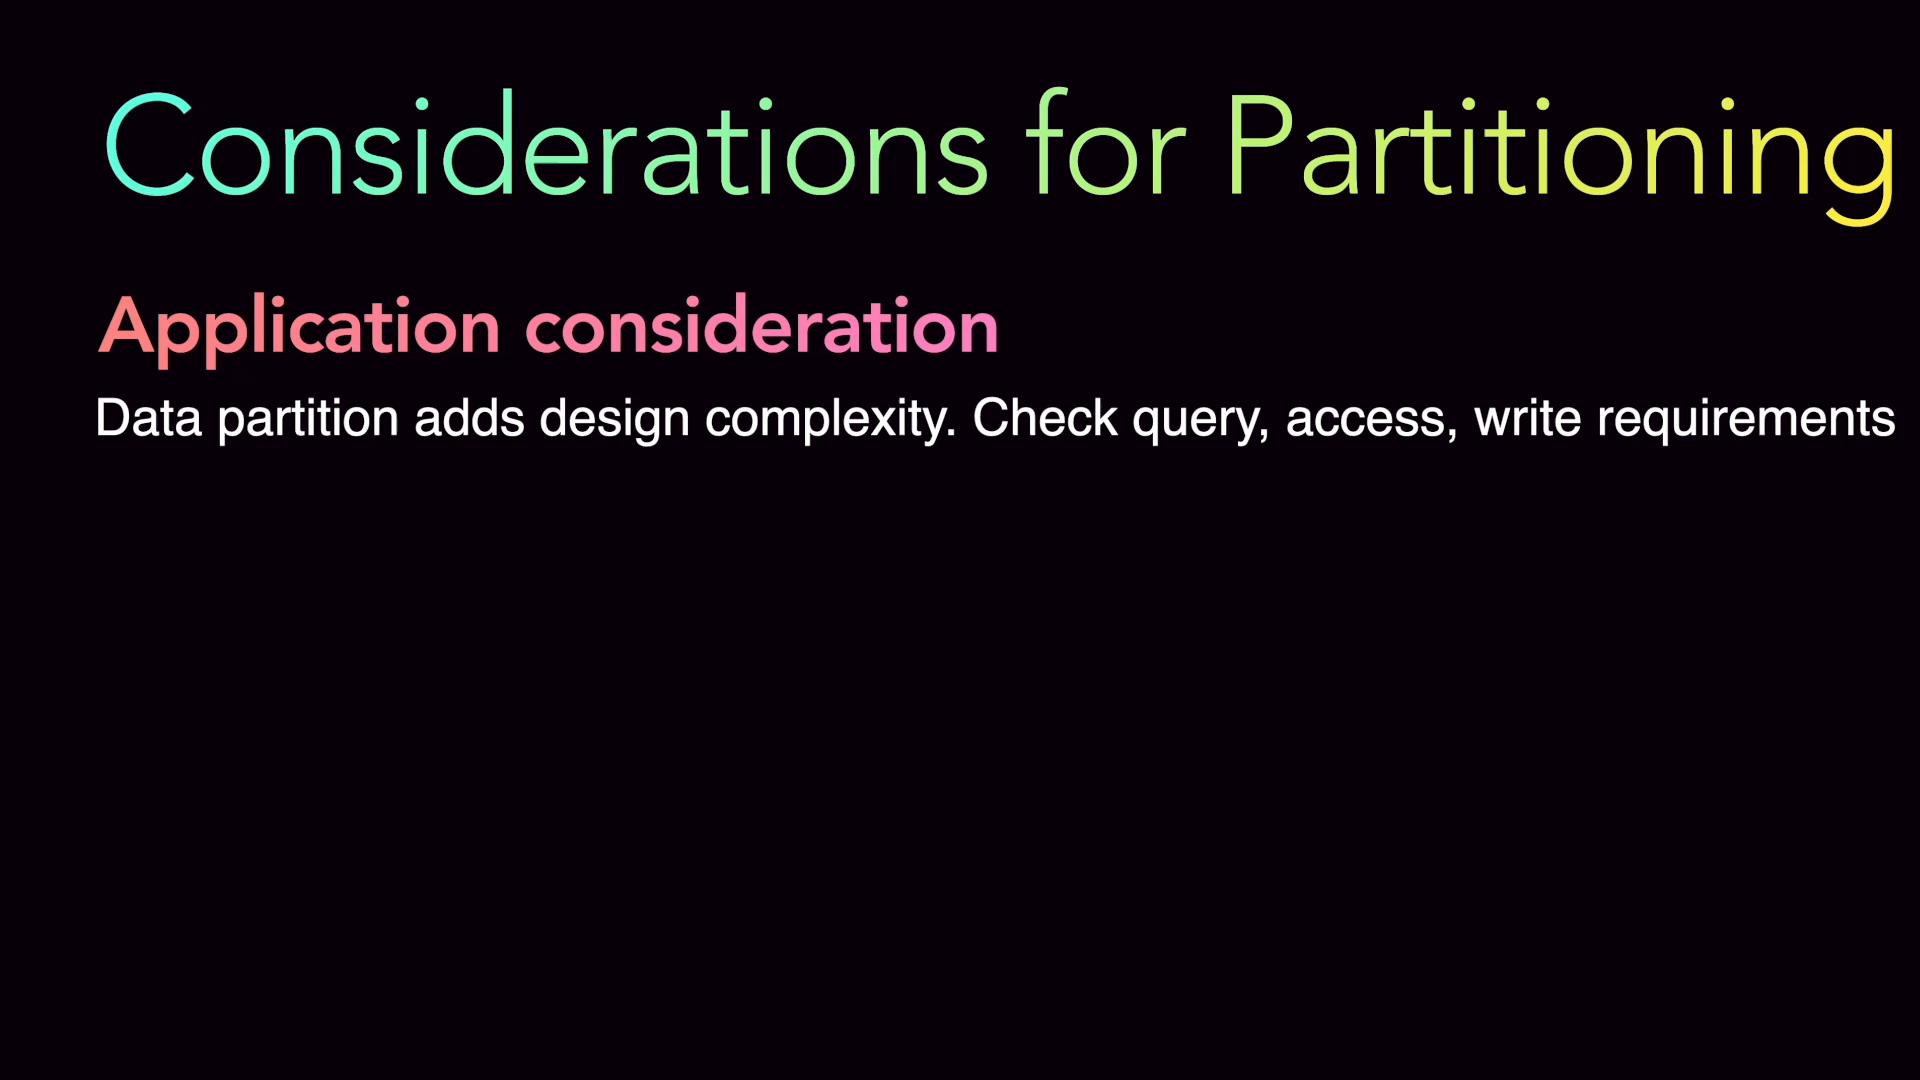 Considerations for Partitioning
Application consideration
Data partition adds design complexity. Check query, access, write requirements